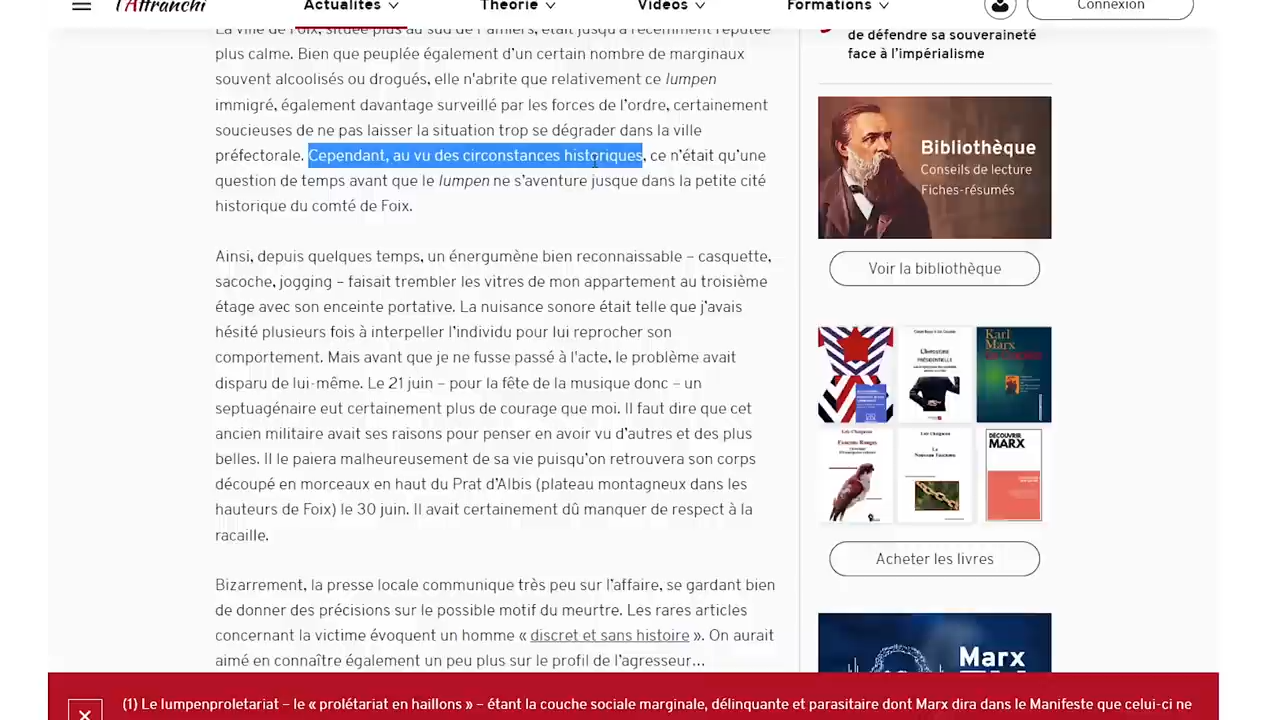 l'Affranchi
Actualités
Théorie
Vidéos
Formations
Connexion
La ville de Foix, située plus au sud de Pamiers, était jusqu'à récemment réputée
plus calme. Bien que peuplée également d'un certain nombre de marginaux
souvent alcoolisés ou drogués, elle n'abrite que relativement ce lumpen
immigré, également davantage surveillé par les forces de l'ordre, certainement
soucieuses de ne pas laisser la situation trop se dégrader dans la ville
préfectorale. Cependant, au vu des circonstances historiques, ce n'était qu'une
question de temps avant que le lumpen ne s'aventure jusque dans la petite cité
historique du comté de Foix.
Ainsi, depuis quelques temps, un énergumène bien reconnaissable – casquette,
sacoche, jogging – faisait trembler les vitres de mon appartement au troisième
étage avec son enceinte portative. La nuisance sonore était telle que j'avais
hésité plusieurs fois à interpeller l'individu pour lui reprocher son
comportement. Mais avant que je ne fusse passé à l'acte, le problème avait
disparu de lui-même. Le 21 juin – pour la fête de la musique donc – un
septuagénaire eut certainement plus de courage que moi. Il faut dire que cet
ancien militaire avait ses raisons pour penser en avoir vu d'autres et des plus
belles. Il le paiera malheureusement de sa vie puisqu'on retrouvera son corps
découpé en morceaux en haut du Prat d'Albis (plateau montagneux dans les
hauteurs de Foix) le 30 juin. Il avait certainement dû manquer de respect à la
racaille.
Bizarrement, la presse locale communique très peu sur l'affaire, se gardant bien
de donner des précisions sur le possible motif du meurtre. Les rares articles
concernant la victime évoquent un homme « discret et sans histoire ». On aurait
aimé en connaître également un peu plus sur le profil de l'agresseur...
de défendre sa souveraineté
face à l'impérialisme
Bibliothèque
Conseils de lecture
Fiches-résumés
Voir la bibliothèque
Karl
Marx
DÉCOUVRIR
MARX
Acheter les livres
Marx
(1) Le lumpenproletariat – le « prolétariat en haillons » – étant la couche sociale marginale, délinquante et parasitaire dont Marx dira dans le Manifeste que celui-ci ne